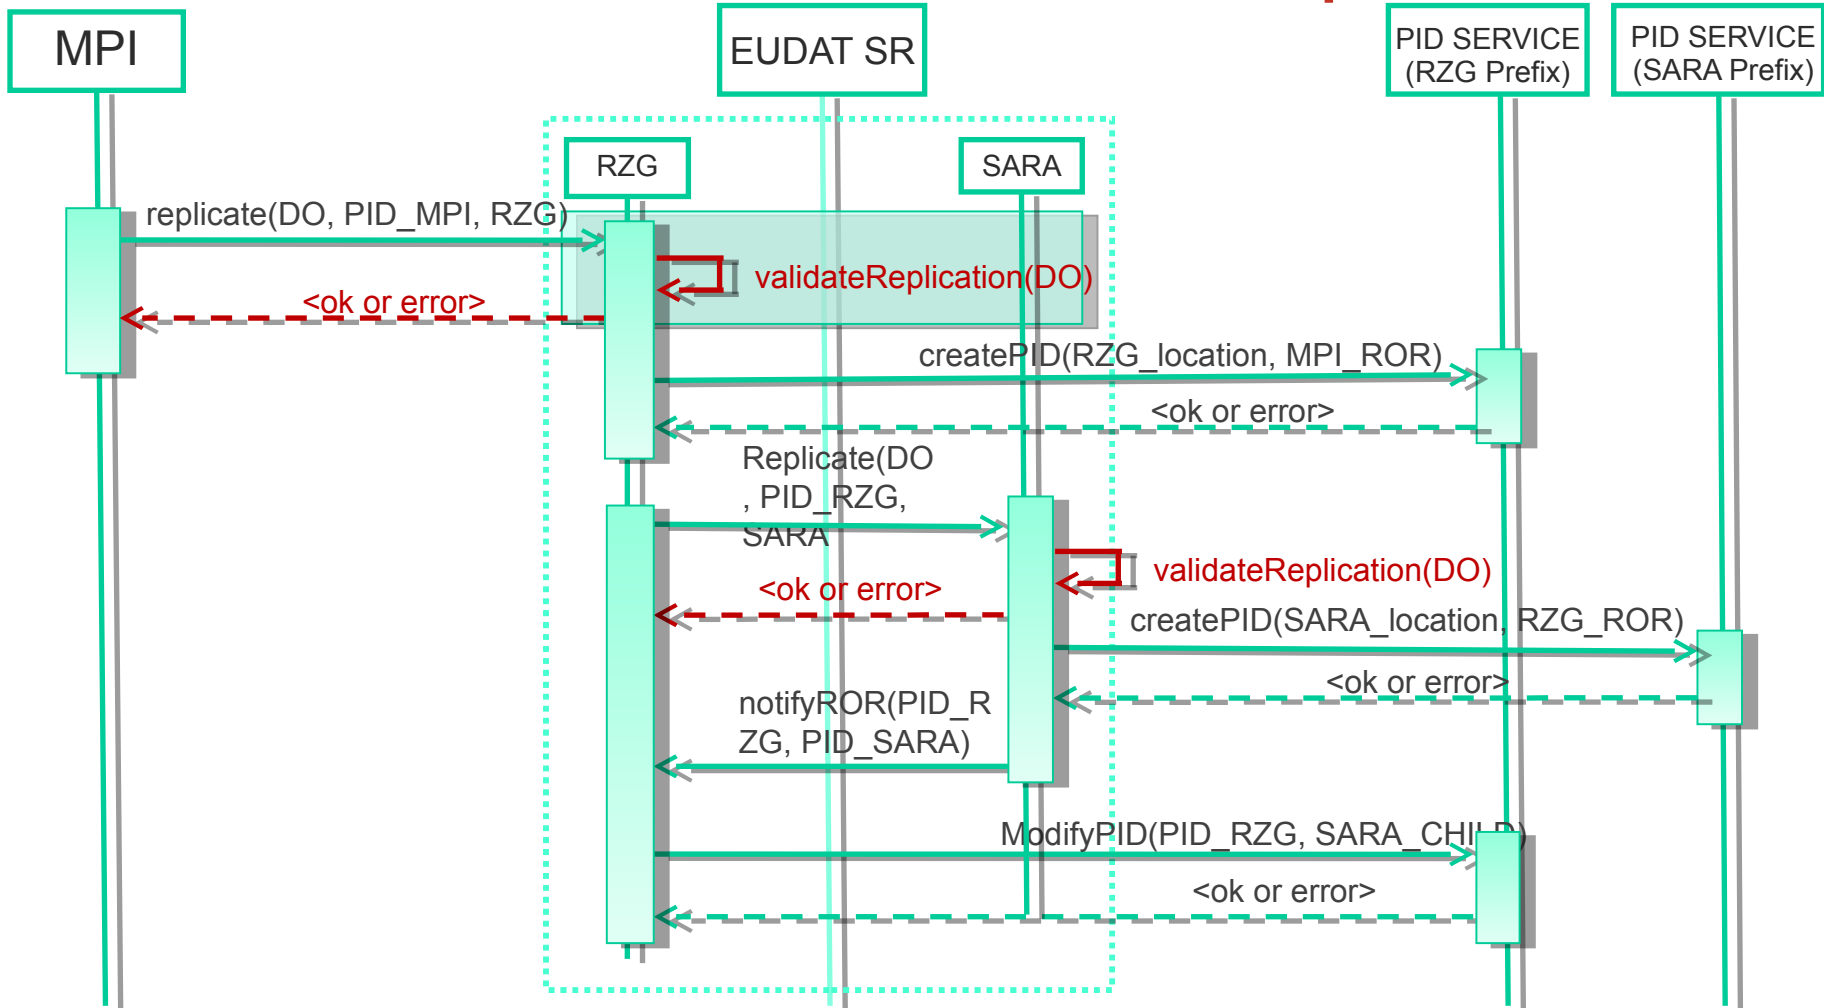 MPI
EUDAT SR
PID SERVICE
(RZG Prefix)
PID SERVICE
(SARA Prefix)
RZG
SARA
replicate(DO, PID_MPI, RZG)
validateReplication(DO)
<ok or error>
createPID(RZG_location, MPI_ROR)
<ok or error>
Replicate(DO
, PID_RZG,
SARA
validateReplication(DO)
<ok or error>
createPID(SARA_location, RZG_ROR)
<ok or error>
notifyROR(PID_R
ZG, PID_SARA)
ModifyPID(PID_RZG, SARA_CHILD)
<ok or error>